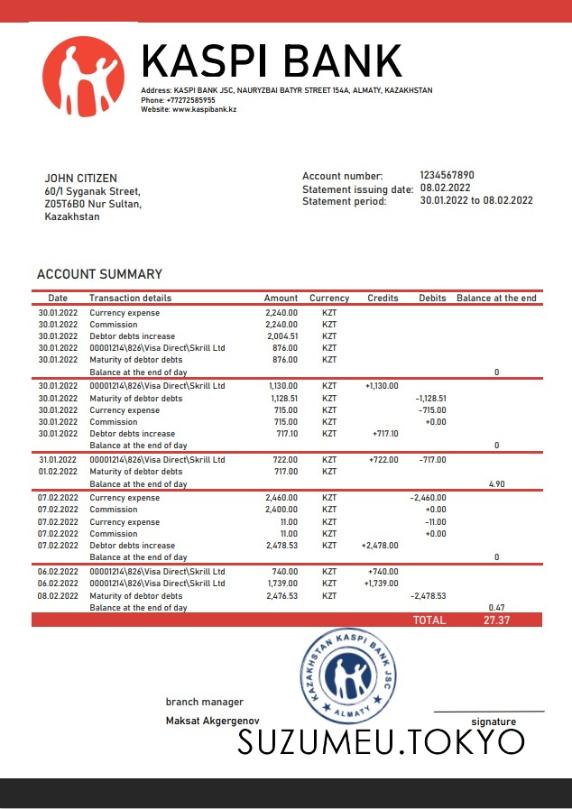 KASPI BANK
Address: KASPI BANK JSC, NAURYZBAI BATYR STREET 154A, ALMATY, KAZAKHSTAN
Phone: +77272585955
Website: www.kaspibank.kz
JOHN CITIZEN
60/1 Syganak Street,
Z05T6B0 Nur Sultan,
Kazakhstan
Account number: 1234567890
Statement issuing date: 08.02.2022
Statement period: 30.01.2022 to 08.02.2022
ACCOUNT SUMMARY
Date Transaction details Amount Currency Credits Debits Balance at the end
30.01.2022 Currency expense 2,240.00 KZT
30.01.2022 Commission 2,240.00 KZT
30.01.2022 Debtor debts increase 2,004.51 KZT
30.01.2022 00001214\826\Visa Direct\Skrill Ltd 876.00 KZT
30.01.2022 Maturity of debtor debts 876.00 KZT
Balance at the end of day 0
30.01.2022 00001214\826\Visa Direct\Skrill Ltd 1,130.00 KZT +1,130.00
30.01.2022 Maturity of debtor debts 1,128.51 KZT -1,128.51
30.01.2022 Currency expense 715.00 KZT -715.00
30.01.2022 Commission 715.00 KZT +0.00
30.01.2022 Debtor debts increase 717.10 KZT +717.10
Balance at the end of day 0
31.01.2022 00001214\826\Visa Direct\Skrill Ltd 722.00 KZT +722.00 -717.00
01.02.2022 Maturity of debtor debts 717.00 KZT
Balance at the end of day 4.90
07.02.2022 Currency expense 2,460.00 KZT -2,460.00
07.02.2022 Commission 2,400.00 KZT +0.00
07.02.2022 Currency expense 11.00 KZT -11.00
07.02.2022 Commission 11.00 KZT +0.00
07.02.2022 Debtor debts increase 2,478.53 KZT +2,478.00
Balance at the end of day 0
06.02.2022 00001214\826\Visa Direct\Skrill Ltd 740.00 KZT +740.00
06.02.2022 00001214\826\Visa Direct\Skrill Ltd 1,739.00 KZT +1,739.00
08.02.2022 Maturity of debtor debts 2,476.53 KZT -2,478.53
Balance at the end of day 0.47
TOTAL 27.37
KAZAKHSTAN KASPI BANK JSC
ALMATY
branch manager
Maksat Akgergenov
signature
SUZUMEU.TOKYO